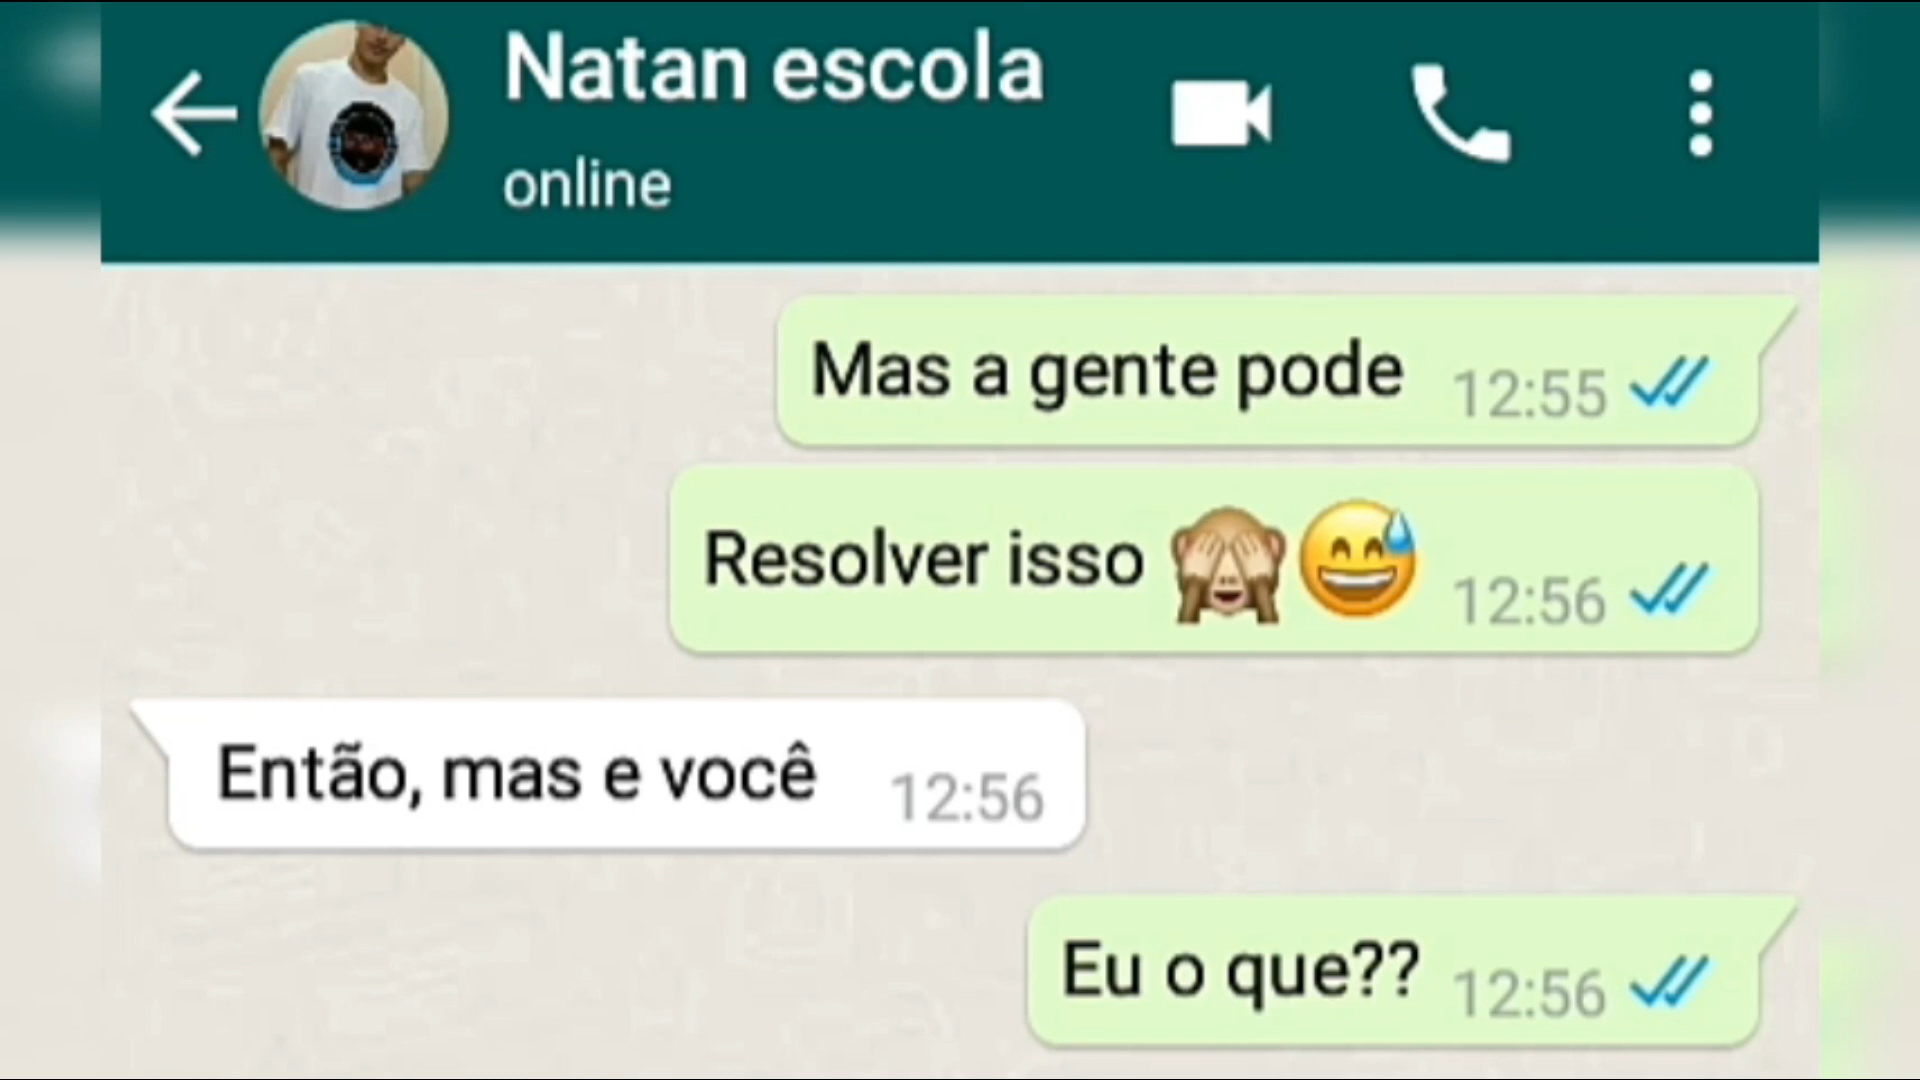 Natan escola
online
Mas a gente pode 12:55
Resolver isso 🙈😅 12:56
Então, mas e você 12:56
Eu o que?? 12:56